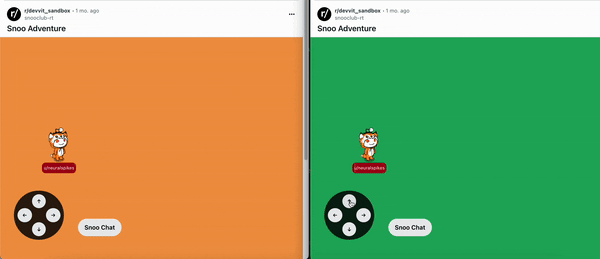 r/devvit_sandbox • 1 mo. ago
snooclub-rt
Snoo Adventure
u/neuralspikes
Snoo Chat
r/devvit_sandbox • 1 mo. ago
snooclub-rt
Snoo Adventure
u/neuralspikes
Snoo Chat